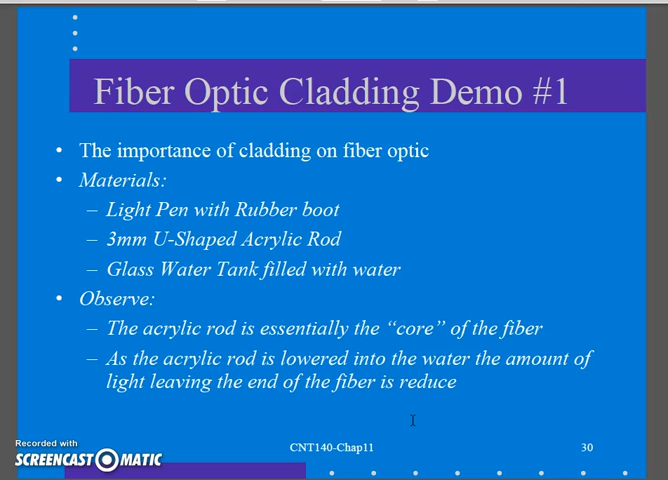 Fiber Optic Cladding Demo #1
• The importance of cladding on fiber optic
• Materials:
– Light Pen with Rubber boot
– 3mm U-Shaped Acrylic Rod
– Glass Water Tank filled with water
• Observe:
– The acrylic rod is essentially the “core” of the fiber
– As the acrylic rod is lowered into the water the amount of
light leaving the end of the fiber is reduce
Recorded with
SCREENCAST-O-MATIC
CNT140-Chap11
30